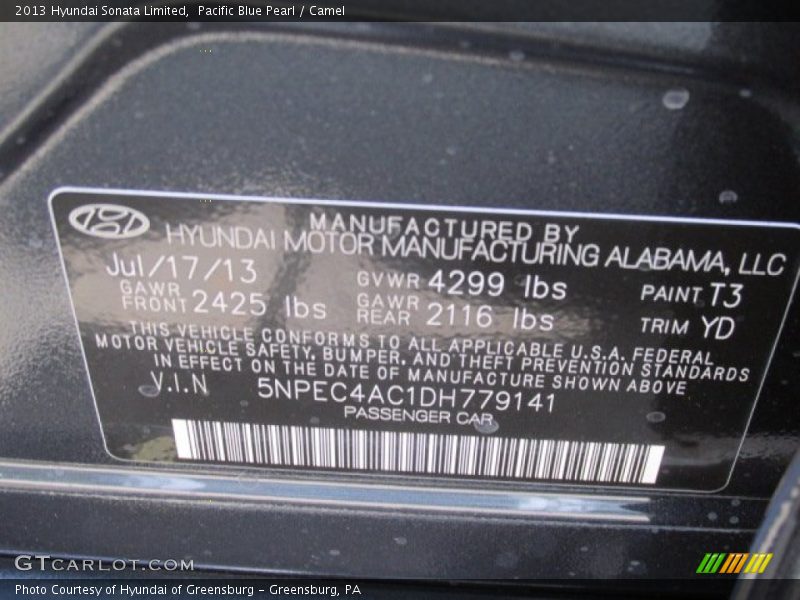 2013 Hyundai Sonata Limited,  Pacific Blue Pearl / Camel
MANUFACTURED BY
HYUNDAI MOTOR MANUFACTURING ALABAMA, LLC
Jul/17/13 GVWR 4299 lbs PAINT T3
GAWR FRONT 2425 lbs GAWR REAR 2116 lbs TRIM YD
THIS VEHICLE CONFORMS TO ALL APPLICABLE U.S.A. FEDERAL
MOTOR VEHICLE SAFETY, BUMPER, AND THEFT PREVENTION STANDARDS
IN EFFECT ON THE DATE OF MANUFACTURE SHOWN ABOVE
V.I.N 5NPEC4AC1DH779141
PASSENGER CAR
GTCARLOT.COM
Photo Courtesy of Hyundai of Greensburg - Greensburg, PA